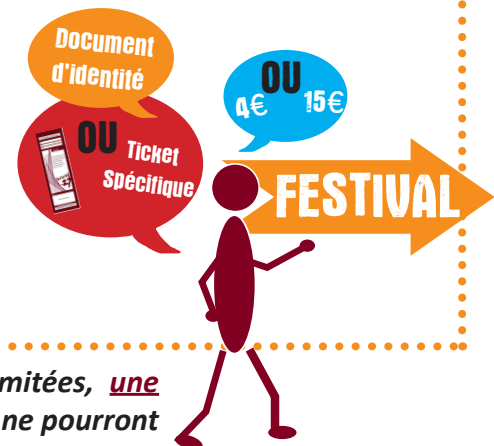 Document
d'identité
OU Ticket
Spécifique
OU
4€ 15€
FESTIVAL
mitées, une
ne pourront